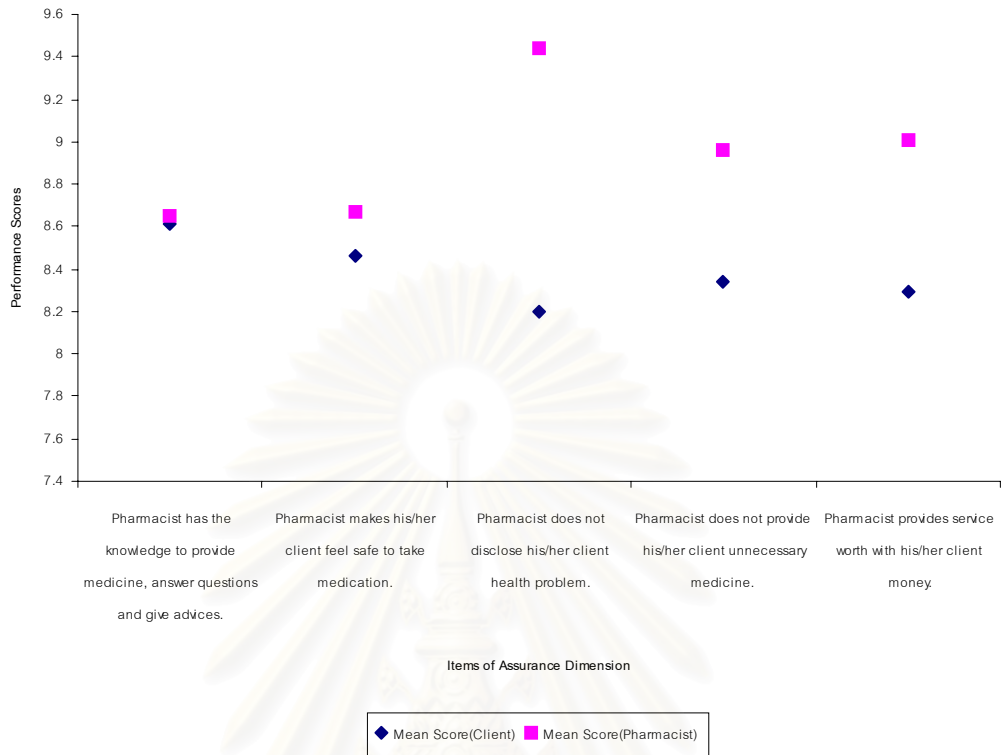 9.6
9.4
9.2
9
8.8
8.6
8.4
8.2
8
7.8
7.6
7.4
Performance Scores
Pharmacist has the
knowledge to provide
medicine, answer questions
and give advices.
Pharmacist makes his/her
client feel safe to take
medication.
Pharmacist does not
disclose his/her client
health problem.
Pharmacist does not provide
his/her client unnecessary
medicine.
Pharmacist provides service
worth with his/her client
money.
Items of Assurance Dimension
Mean Score(Client) Mean Score(Pharmacist)